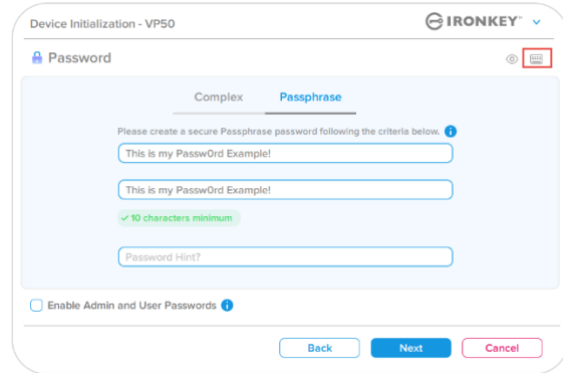 Device Initialization - VP50
IRONKEY
Password
Complex
Passphrase
Please create a secure Passphrase password following the criteria below.
This is my Passw0rd Example!
This is my Passw0rd Example!
✓ 10 characters minimum
Password Hint?
Enable Admin and User Passwords
Back
Next
Cancel